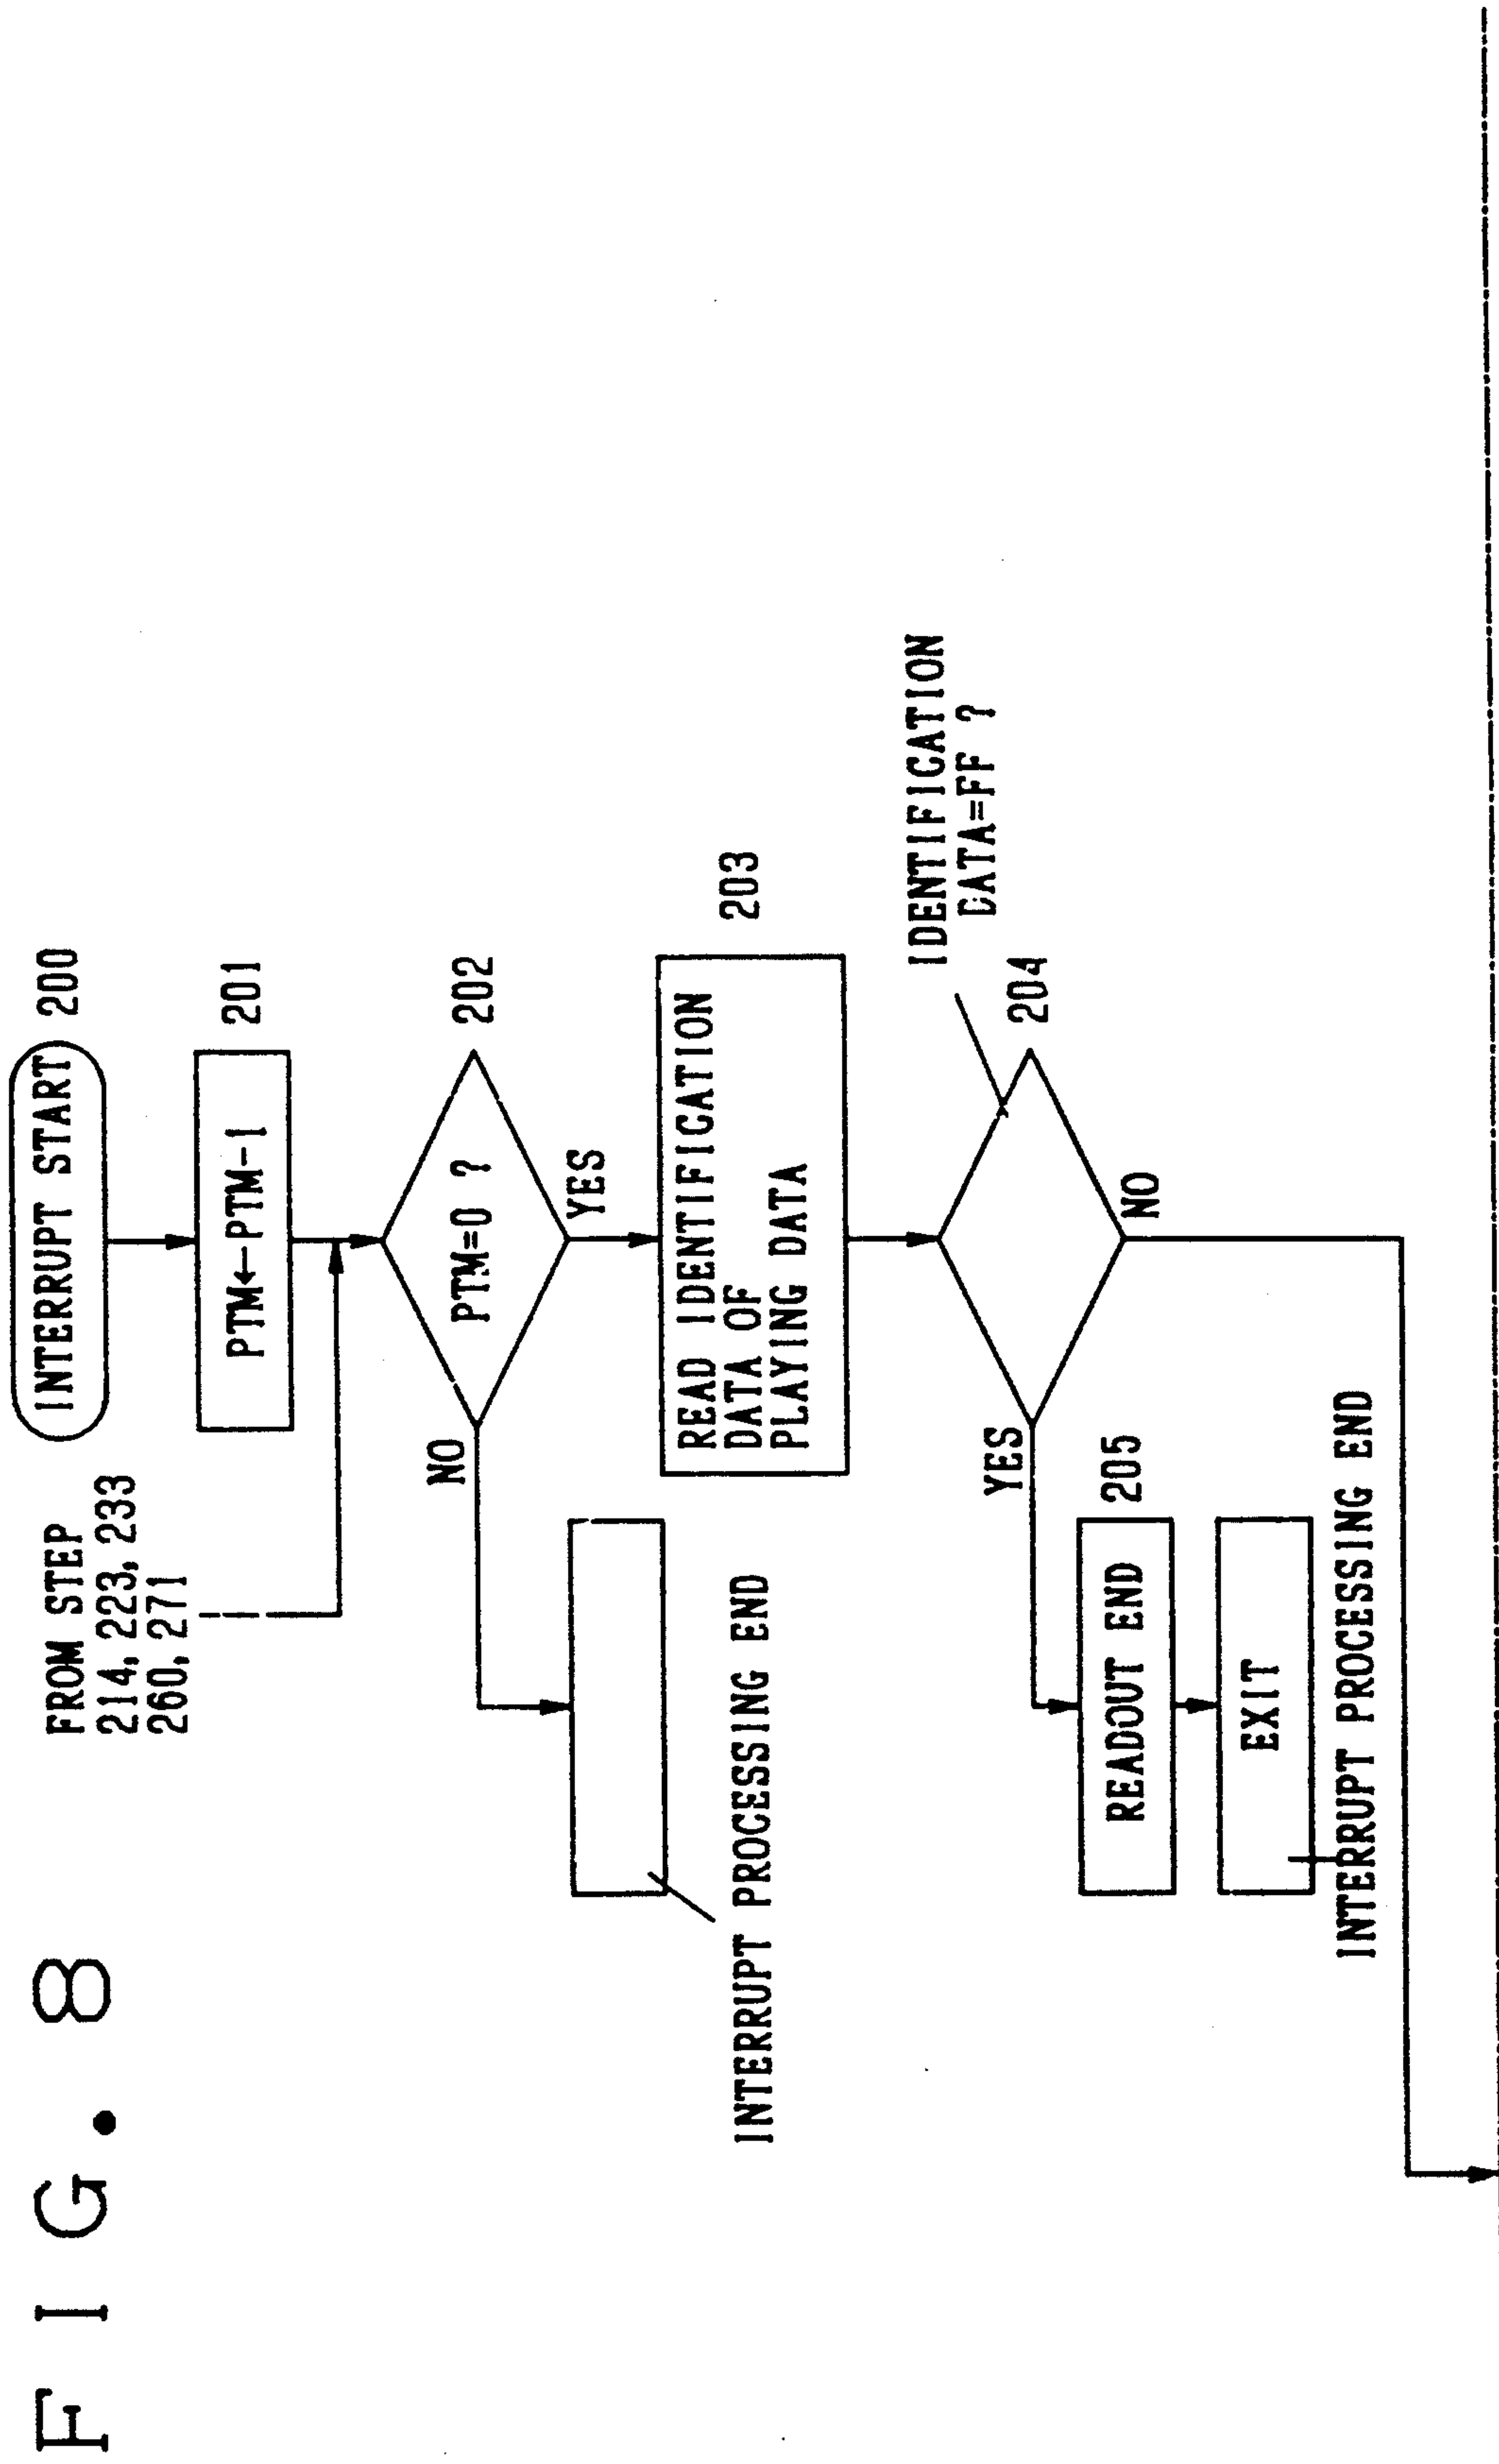 FIG. 8
INTERRUPT START 200
FROM STEP
214, 223, 233
260, 271
PTM←PTM-1 201
PTM=0 ? 202
NO
YES
INTERRUPT PROCESSING END
READ IDENTIFICATION
DATA OF
PLAYING DATA
203
IDENTIFICATION
DATA=FF ?
204
YES
NO
READOUT END 205
EXIT
INTERRUPT PROCESSING END